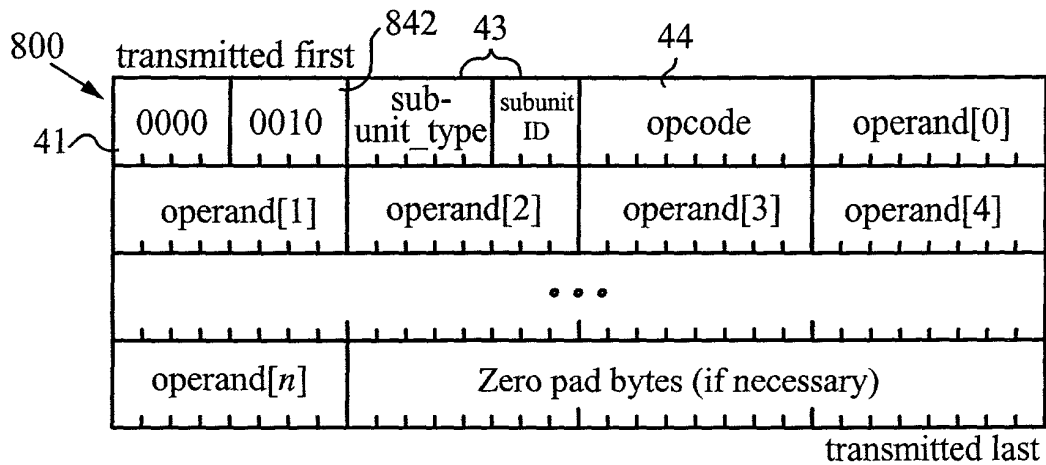 800
transmitted first
842
43
44
41
0000 0010 sub-unit_type subunit ID opcode operand[0]
operand[1] operand[2] operand[3] operand[4]
• • •
operand[n] Zero pad bytes (if necessary)
transmitted last